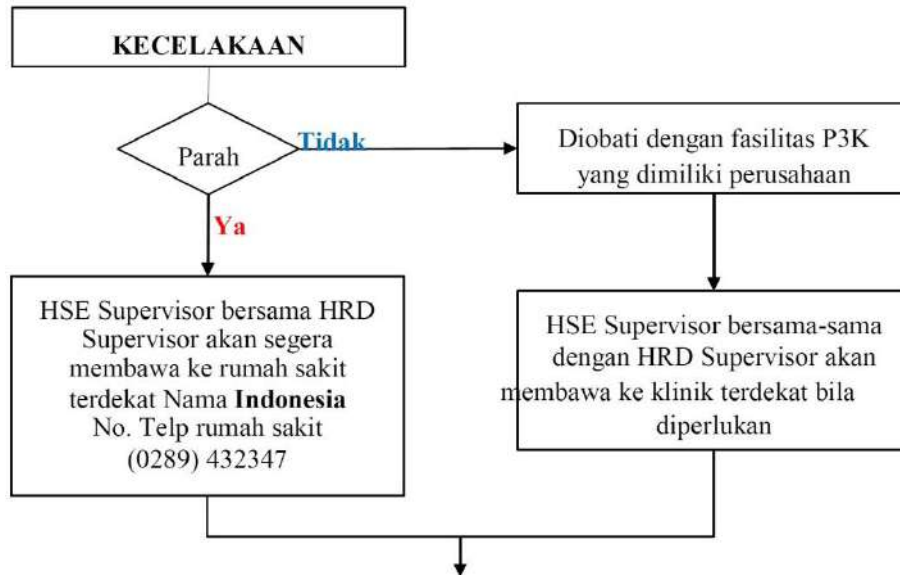 KECELAKAAN
Parah
Tidak
Ya
Diobati dengan fasilitas P3K
yang dimiliki perusahaan
HSE Supervisor bersama HRD
Supervisor akan segera
membawa ke rumah sakit
terdekat Nama Indonesia
No. Telp rumah sakit
(0289) 432347
HSE Supervisor bersama-sama
dengan HRD Supervisor akan
membawa ke klinik terdekat bila
diperlukan